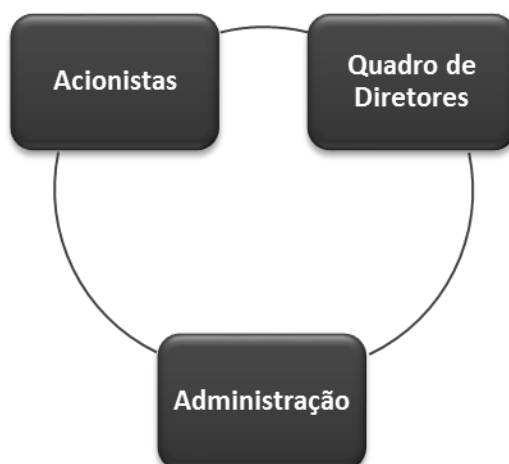 Acionistas
Quadro de
Diretores
Administração